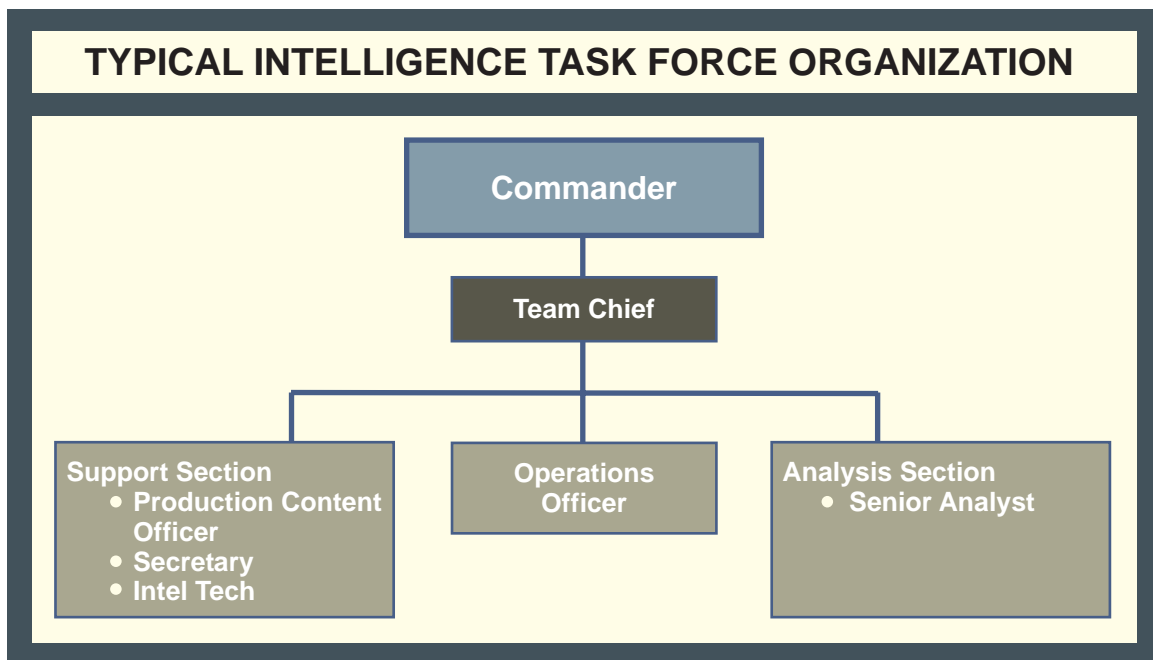 TYPICAL INTELLIGENCE TASK FORCE ORGANIZATION
Commander
Team Chief
Support Section
• Production Content
Officer
• Secretary
• Intel Tech
Operations
Officer
Analysis Section
• Senior Analyst